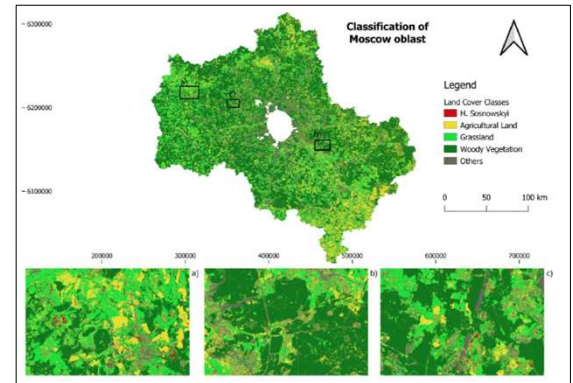 Classification of
Moscow oblast
6300000
6200000
6100000
Legend
Land Cover Classes
H. Sosnowskyi
Agricultural Land
Grassland
Woody Vegetation
Others
0 50 100 km
200000 300000 400000 500000 600000 700000
a) b) c)